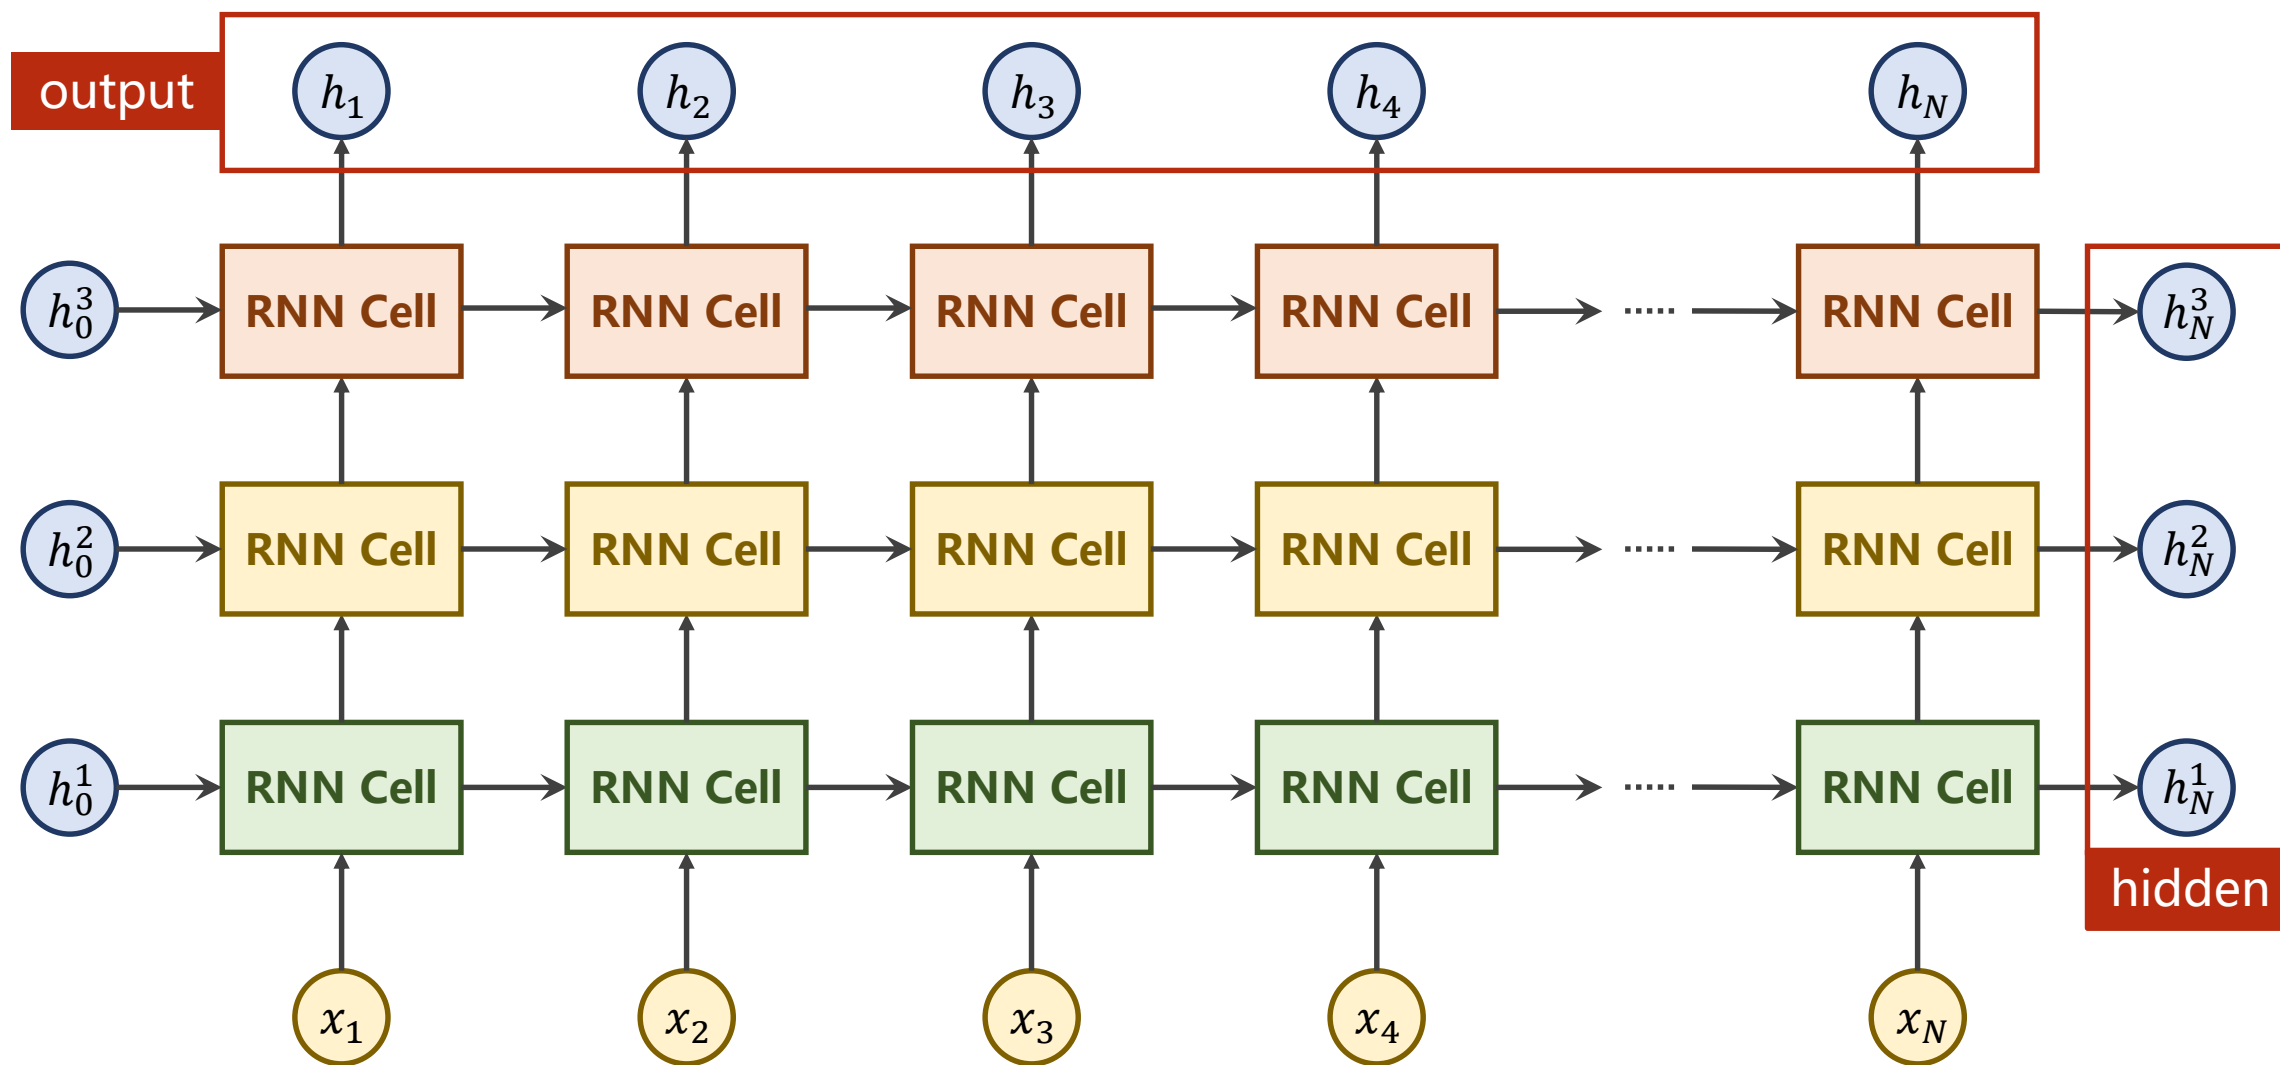 output h₁ h₂ h₃ h₄ h_N
h₀³ RNN Cell RNN Cell RNN Cell RNN Cell ..... RNN Cell h_N³
h₀² RNN Cell RNN Cell RNN Cell RNN Cell ..... RNN Cell h_N²
h₀¹ RNN Cell RNN Cell RNN Cell RNN Cell ..... RNN Cell h_N¹
hidden
x₁ x₂ x₃ x₄ x_N